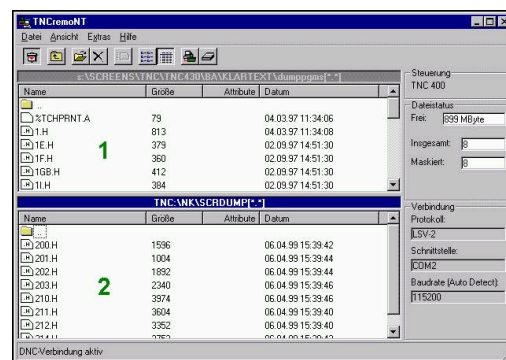 TNCremoNT
Datei Ansicht Extras Hilfe
s:\SCREENS\TNC\TNC430\BA\KLARTEXT\dumppgms[*.*]
Name Größe Attribute Datum
..
%TCHPRNT.A 79 04.03.97 11:34:06
.H 1.H 813 04.03.97 11:34:08
.H 1E.H 379 02.09.97 14:51:30
.H 1F.H 360 02.09.97 14:51:30
.H 1GB.H 412 02.09.97 14:51:30
.H 1I.H 384 02.09.97 14:51:30
1
TNC:\NK\SCRDUMP[*.*]
Name Größe Attribute Datum
..
.H 200.H 1596 06.04.99 15:39:42
.H 201.H 1004 06.04.99 15:39:44
.H 202.H 1892 06.04.99 15:39:44
.H 203.H 2340 06.04.99 15:39:46
.H 210.H 3974 06.04.99 15:39:46
.H 211.H 3604 06.04.99 15:39:40
.H 212.H 3352 06.04.99 15:39:40
2
Steuerung
TNC 400
Dateistatus
Frei: 899 MByte
Insgesamt: 8
Maskiert: 8
Verbindung
Protokoll:
LSV-2
Schnittstelle:
COM2
Baudrate (Auto Detect):
115200
DNC-Verbindung aktiv